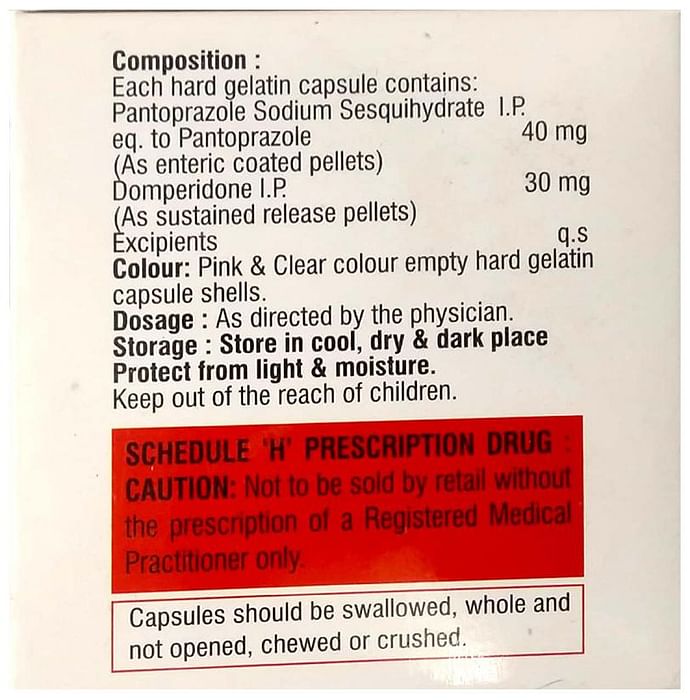 Composition :
Each hard gelatin capsule contains:
Pantoprazole Sodium Sesquihydrate I.P.
eq. to Pantoprazole 40 mg
(As enteric coated pellets)
Domperidone I.P. 30 mg
(As sustained release pellets)
Excipients q.s
Colour: Pink & Clear colour empty hard gelatin
capsule shells.
Dosage : As directed by the physician.
Storage : Store in cool, dry & dark place
Protect from light & moisture.
Keep out of the reach of children.
SCHEDULE 'H' PRESCRIPTION DRUG :
CAUTION: Not to be sold by retail without
the prescription of a Registered Medical
Practitioner only.
Capsules should be swallowed, whole and
not opened, chewed or crushed.